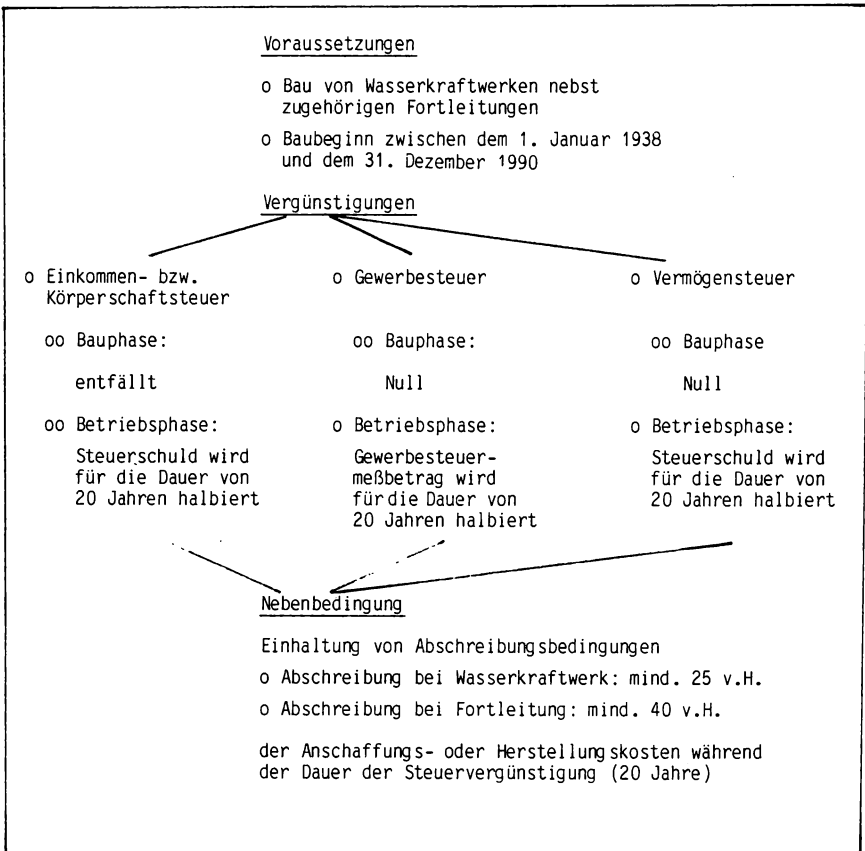 Voraussetzungen
o Bau von Wasserkraftwerken nebst
zugehörigen Fortleitungen
o Baubeginn zwischen dem 1. Januar 1938
und dem 31. Dezember 1990
Vergünstigungen
o Einkommen- bzw.
Körperschaftsteuer
oo Bauphase:
entfällt
oo Betriebsphase:
Steuerschuld wird
für die Dauer von
20 Jahren halbiert
o Gewerbesteuer
oo Bauphase:
Null
o Betriebsphase:
Gewerbesteuer-
meßbetrag wird
für die Dauer von
20 Jahren halbiert
o Vermögensteuer
oo Bauphase
Null
o Betriebsphase:
Steuerschuld wird
für die Dauer von
20 Jahren halbiert
Nebenbedingung
Einhaltung von Abschreibungsbedingungen
o Abschreibung bei Wasserkraftwerk: mind. 25 v.H.
o Abschreibung bei Fortleitung: mind. 40 v.H.
der Anschaffungs- oder Herstellungskosten während
der Dauer der Steuervergünstigung (20 Jahre)